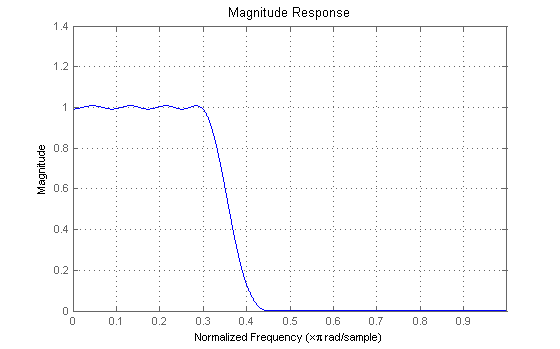 Magnitude Response
1.4
1.2
1
0.8
0.6
0.4
0.2
0
Magnitude
0 0.1 0.2 0.3 0.4 0.5 0.6 0.7 0.8 0.9
Normalized Frequency (×π rad/sample)